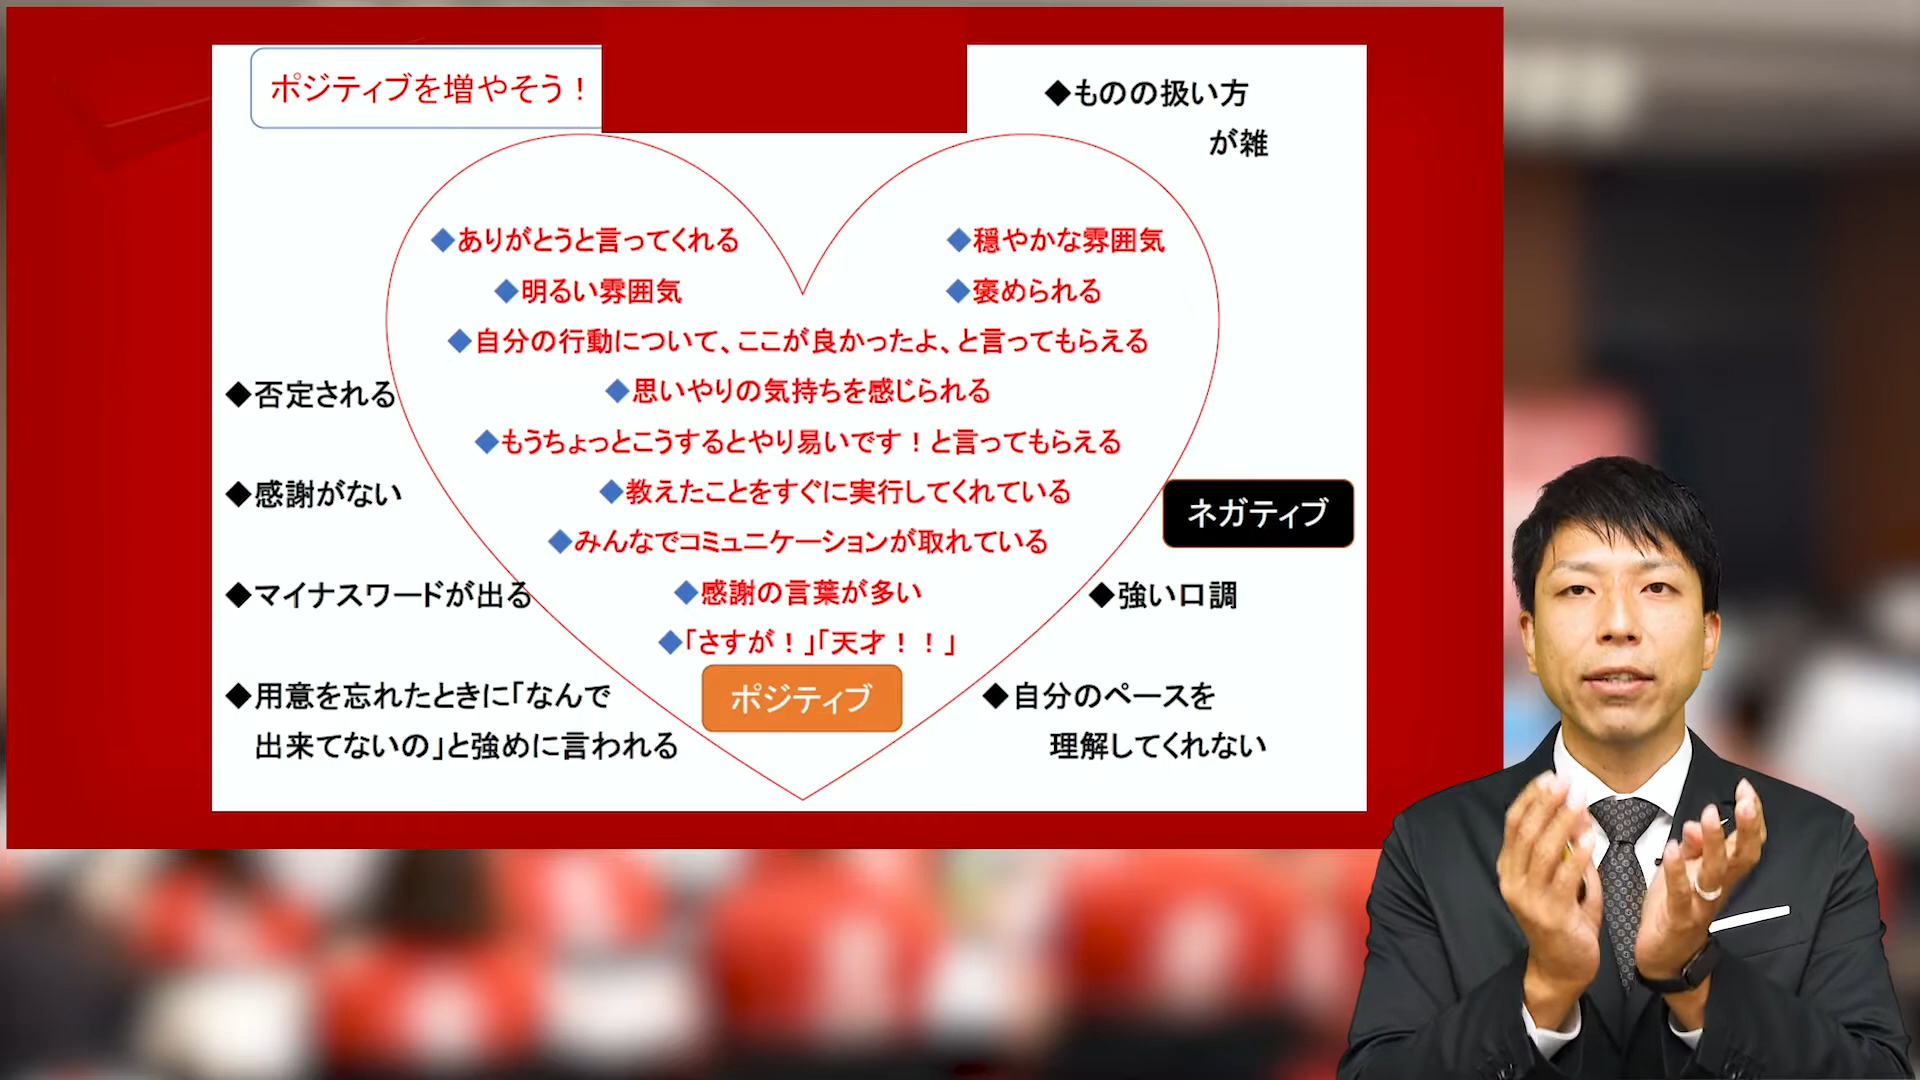 ポジティブを増やそう！
◆ものの扱い方
が雑
◆ありがとうと言ってくれる
◆穏やかな雰囲気
◆明るい雰囲気
◆褒められる
◆自分の行動について、ここが良かったよ、と言ってもらえる
◆否定される
◆思いやりの気持ちを感じられる
◆もうちょっとこうするとやり易いです！と言ってもらえる
◆感謝がない
◆教えたことをすぐに実行してくれている
ネガティブ
◆みんなでコミュニケーションが取れている
◆マイナスワードが出る
◆感謝の言葉が多い
◆強い口調
◆「さすが！」「天才！！」
ポジティブ
◆用意を忘れたときに「なんで
出来てないの」と強めに言われる
◆自分のペースを
理解してくれない